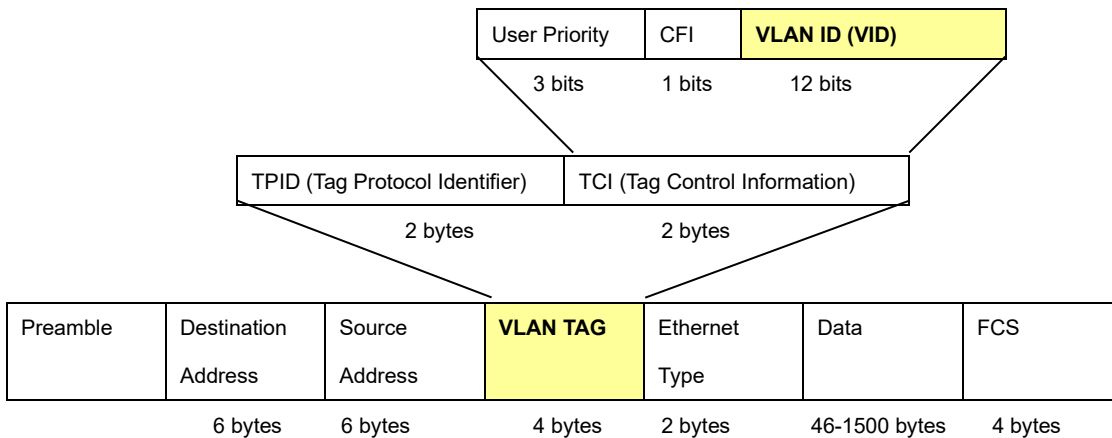 User Priority CFI VLAN ID (VID)
3 bits 1 bits 12 bits
TPID (Tag Protocol Identifier) TCI (Tag Control Information)
2 bytes 2 bytes
Preamble Destination Address Source Address VLAN TAG Ethernet Type Data FCS
6 bytes 6 bytes 4 bytes 2 bytes 46-1500 bytes 4 bytes